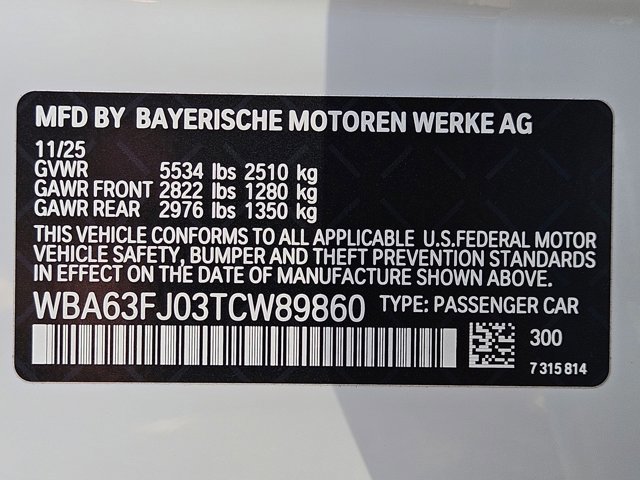 MFD BY BAYERISCHE MOTOREN WERKE AG
11/25
GVWR 5534 lbs 2510 kg
GAWR FRONT 2822 lbs 1280 kg
GAWR REAR 2976 lbs 1350 kg
THIS VEHICLE CONFORMS TO ALL APPLICABLE U.S.FEDERAL MOTOR
VEHICLE SAFETY, BUMPER AND THEFT PREVENTION STANDARDS
IN EFFECT ON THE DATE OF MANUFACTURE SHOWN ABOVE.
WBA63FJ03TCW89860 TYPE: PASSENGER CAR
300
7 315 814